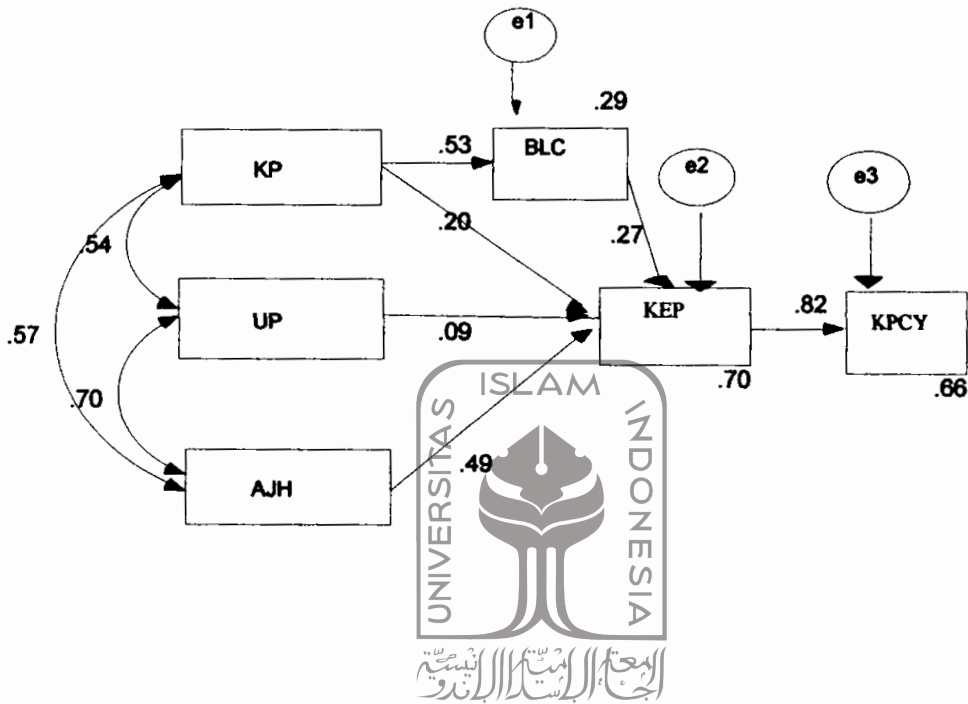 e1
.29
KP
.53
BLC
e2
e3
.20
.27
.54
UP
.09
KEP
.82
KPCY
.57
.70
.70
.66
AJH
.49
UNIVERSITAS
ISLAM
INDONESIA